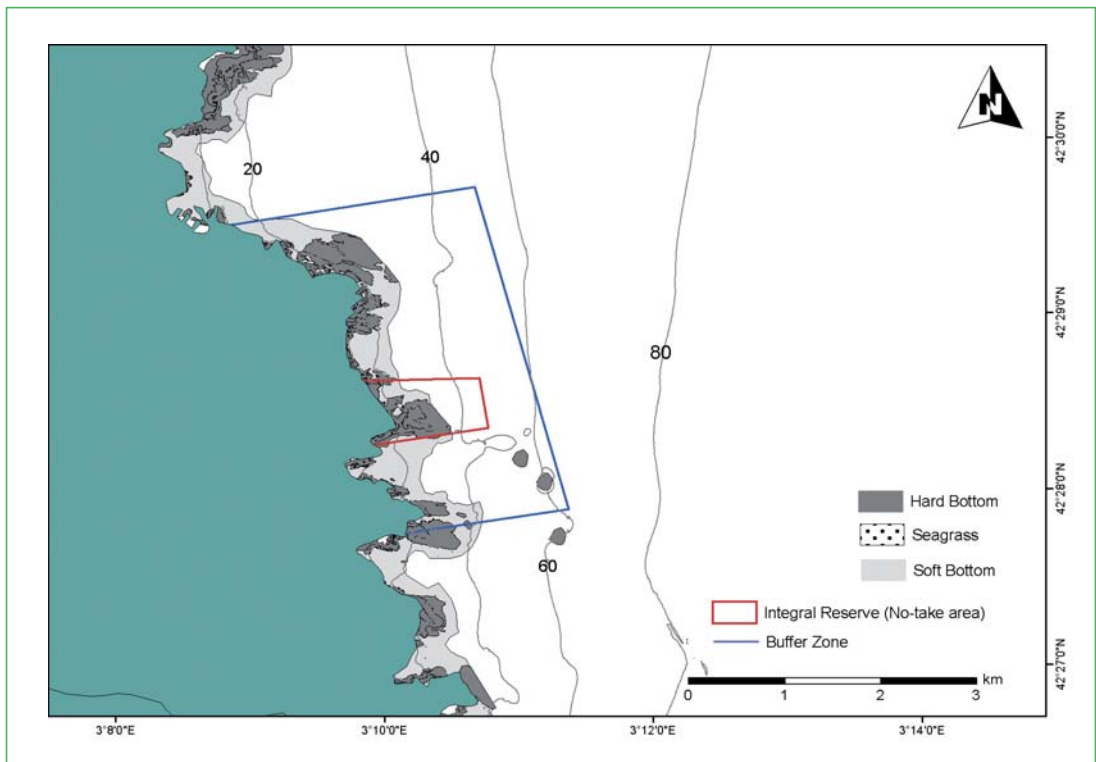 N
42°30'0"N
20
40
42°29'0"N
80
42°28'0"N
Hard Bottom
Seagrass
Soft Bottom
60
Integral Reserve (No-take area)
Buffer Zone
42°27'0"N
km
0 1 2 3
3°8'0"E 3°10'0"E 3°12'0"E 3°14'0"E